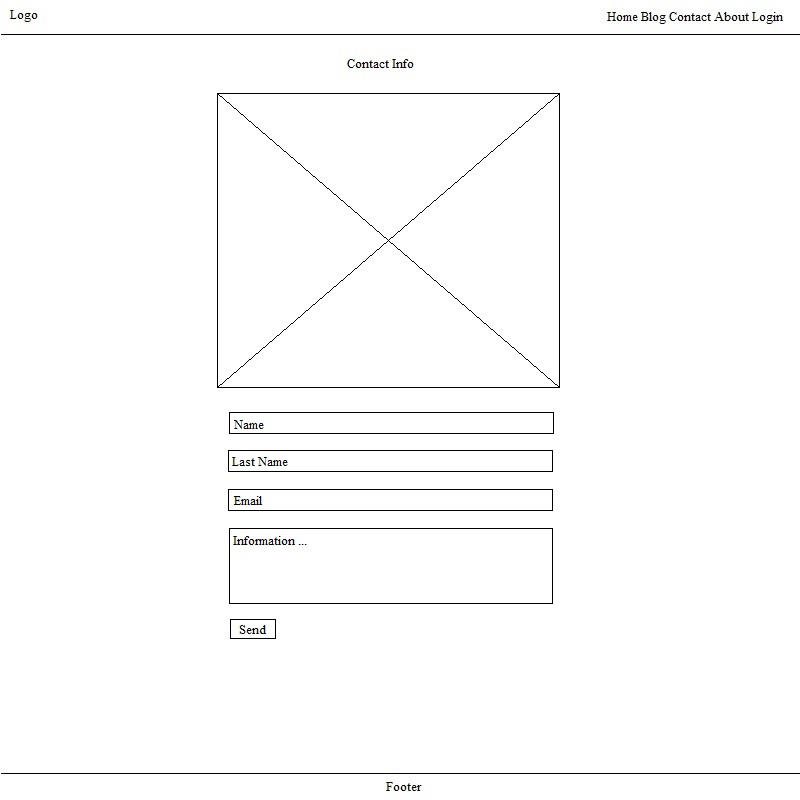 Logo
Home Blog Contact About Login
Contact Info
Name
Last Name
Email
Information ...
Send
Footer